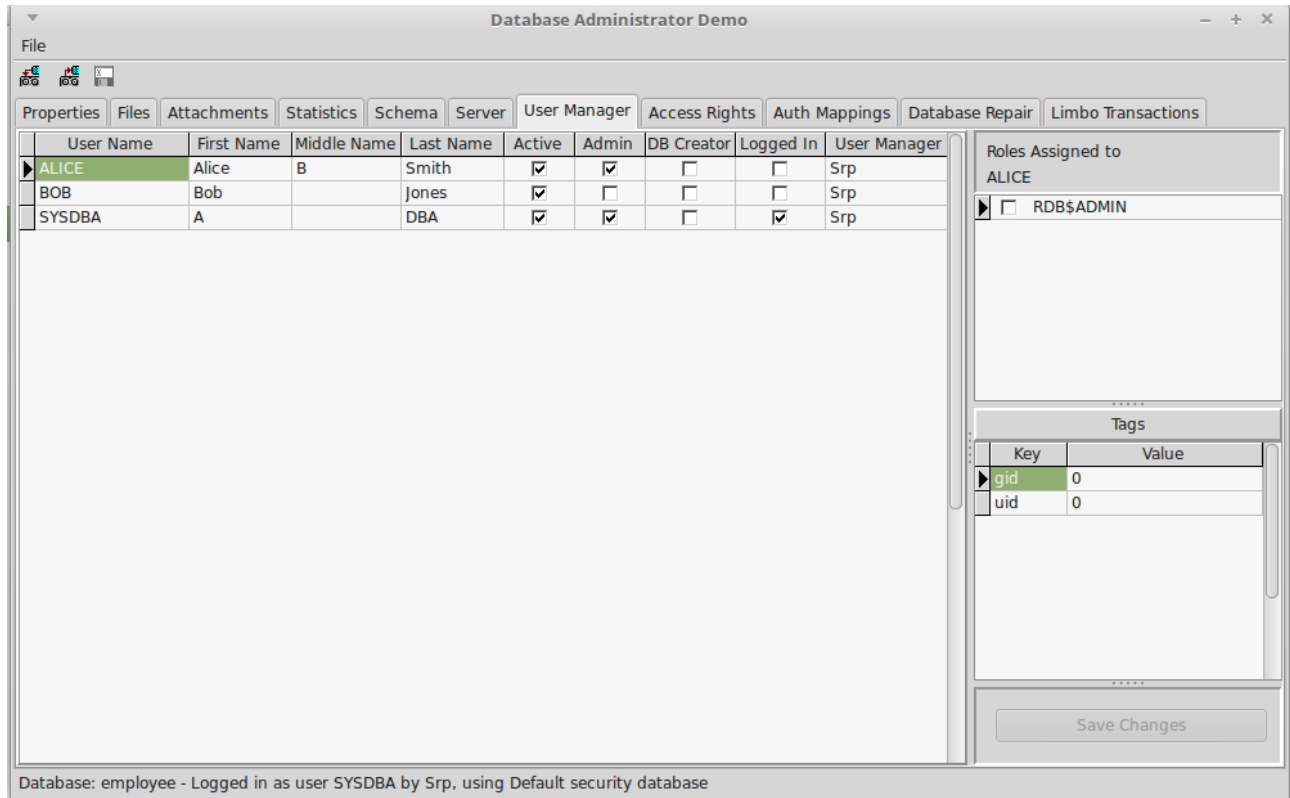 Database Administrator Demo
File
Properties Files Attachments Statistics Schema Server User Manager Access Rights Auth Mappings Database Repair Limbo Transactions
User Name First Name Middle Name Last Name Active Admin DB Creator Logged In User Manager
ALICE Alice B Smith Srp
BOB Bob Jones Srp
SYSDBA A DBA Srp
Roles Assigned to
ALICE
RDB$ADMIN
Tags
Key Value
gid 0
uid 0
Save Changes
Database: employee - Logged in as user SYSDBA by Srp, using Default security database